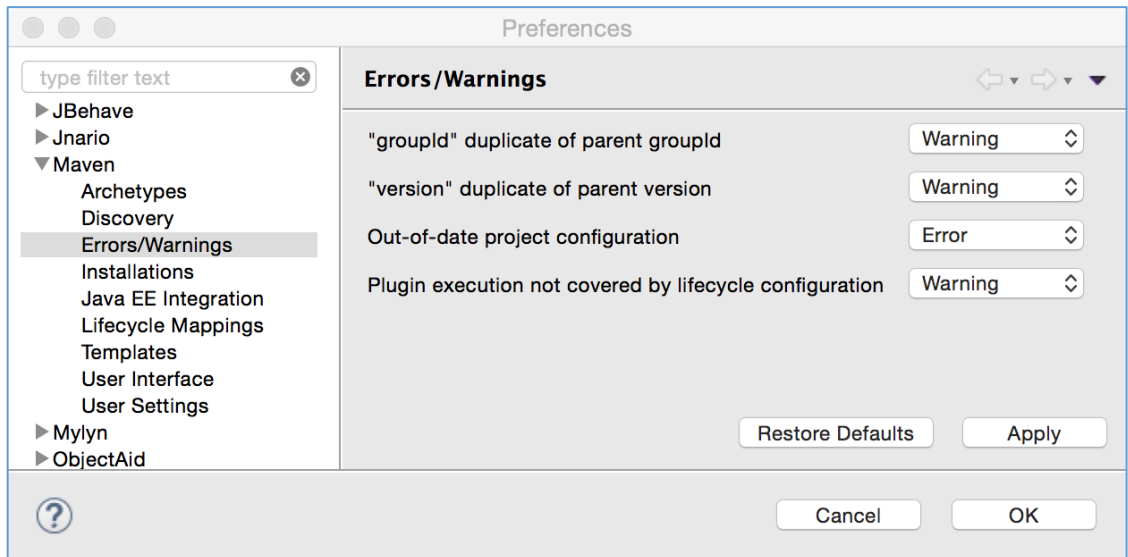 Preferences
type filter text
JBehave
Jnario
Maven
Archetypes
Discovery
Errors/Warnings
Installations
Java EE Integration
Lifecycle Mappings
Templates
User Interface
User Settings
Mylyn
ObjectAid
Errors/Warnings
"groupId" duplicate of parent groupId Warning
"version" duplicate of parent version Warning
Out-of-date project configuration Error
Plugin execution not covered by lifecycle configuration Warning
Restore Defaults Apply
? Cancel OK